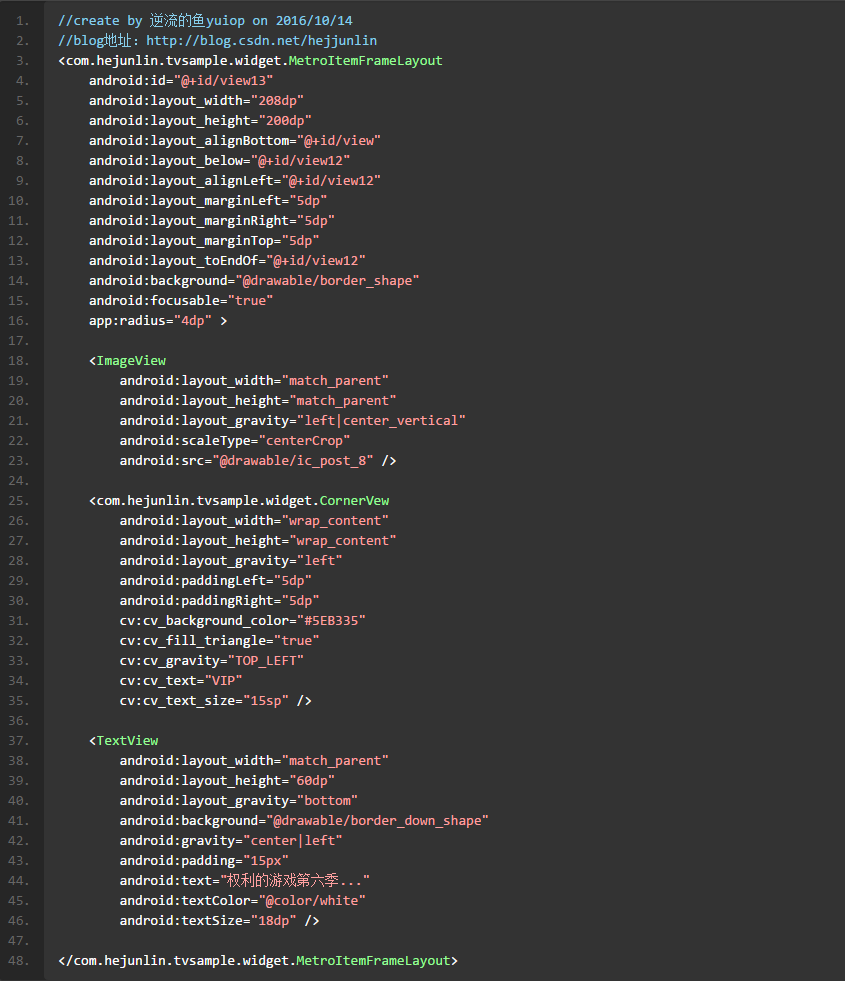 1. //create by 逆流的鱼yuiop on 2016/10/14
2. //blog地址：http://blog.csdn.net/hejjunlin
3. <com.hejunlin.tvsample.widget.MetroItemFrameLayout
4.     android:id="@+id/view13"
5.     android:layout_width="208dp"
6.     android:layout_height="200dp"
7.     android:layout_alignBottom="@+id/view"
8.     android:layout_below="@+id/view12"
9.     android:layout_alignLeft="@+id/view12"
10.     android:layout_marginLeft="5dp"
11.     android:layout_marginRight="5dp"
12.     android:layout_marginTop="5dp"
13.     android:layout_toEndOf="@+id/view12"
14.     android:background="@drawable/border_shape"
15.     android:focusable="true"
16.     app:radius="4dp" >
17.
18.     <ImageView
19.         android:layout_width="match_parent"
20.         android:layout_height="match_parent"
21.         android:layout_gravity="left|center_vertical"
22.         android:scaleType="centerCrop"
23.         android:src="@drawable/ic_post_8" />
24.
25.     <com.hejunlin.tvsample.widget.CornerVew
26.         android:layout_width="wrap_content"
27.         android:layout_height="wrap_content"
28.         android:layout_gravity="left"
29.         android:paddingLeft="5dp"
30.         android:paddingRight="5dp"
31.         cv:cv_background_color="#5EB335"
32.         cv:cv_fill_triangle="true"
33.         cv:cv_gravity="TOP_LEFT"
34.         cv:cv_text="VIP"
35.         cv:cv_text_size="15sp" />
36.
37.     <TextView
38.         android:layout_width="match_parent"
39.         android:layout_height="60dp"
40.         android:layout_gravity="bottom"
41.         android:background="@drawable/border_down_shape"
42.         android:gravity="center|left"
43.         android:padding="15px"
44.         android:text="权利的游戏第六季..."
45.         android:textColor="@color/white"
46.         android:textSize="18dp" />
47.
48. </com.hejunlin.tvsample.widget.MetroItemFrameLayout>